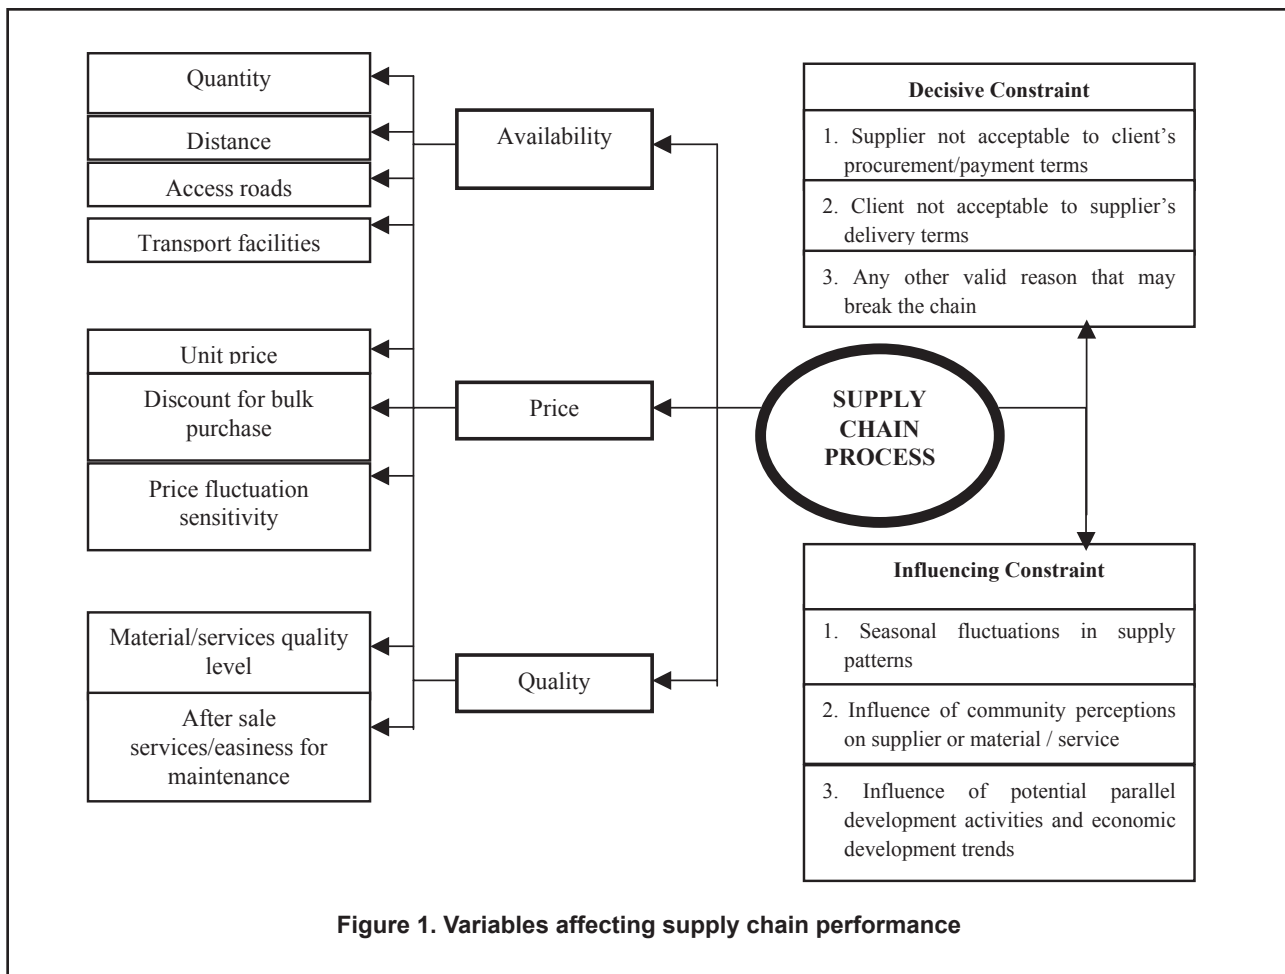 Quantity
Distance
Access roads
Transport facilities
Unit price
Discount for bulk
purchase
Price fluctuation
sensitivity
Material/services quality
level
After sale
services/easiness for
maintenance
Availability
Price
Quality
SUPPLY
CHAIN
PROCESS
Decisive Constraint
1. Supplier not acceptable to client’s
procurement/payment terms
2. Client not acceptable to supplier’s
delivery terms
3. Any other valid reason that may
break the chain
Influencing Constraint
1. Seasonal fluctuations in supply
patterns
2. Influence of community perceptions
on supplier or material / service
3. Influence of potential parallel
development activities and economic
development trends
Figure 1. Variables affecting supply chain performance